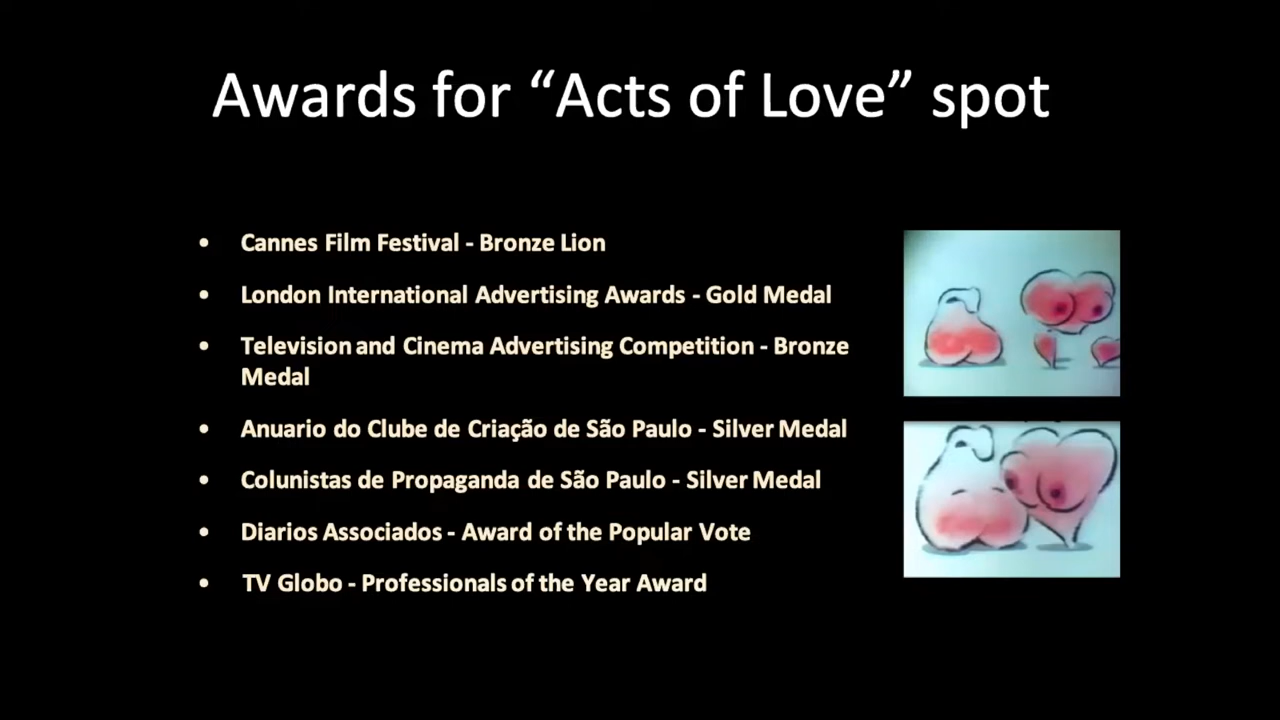 Awards for “Acts of Love” spot
• Cannes Film Festival - Bronze Lion
• London International Advertising Awards - Gold Medal
• Television and Cinema Advertising Competition - Bronze
Medal
• Anuario do Clube de Criação de São Paulo - Silver Medal
• Colunistas de Propaganda de São Paulo - Silver Medal
• Diarios Associados - Award of the Popular Vote
• TV Globo - Professionals of the Year Award